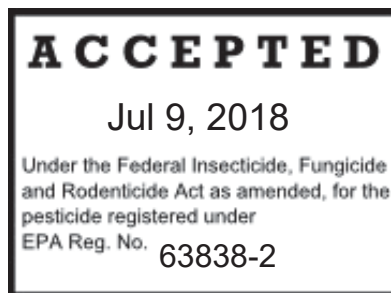 ACCEPTED
Jul 9, 2018
Under the Federal Insecticide, Fungicide
and Rodenticide Act as amended, for the
pesticide registered under
EPA Reg. No. 63838-2